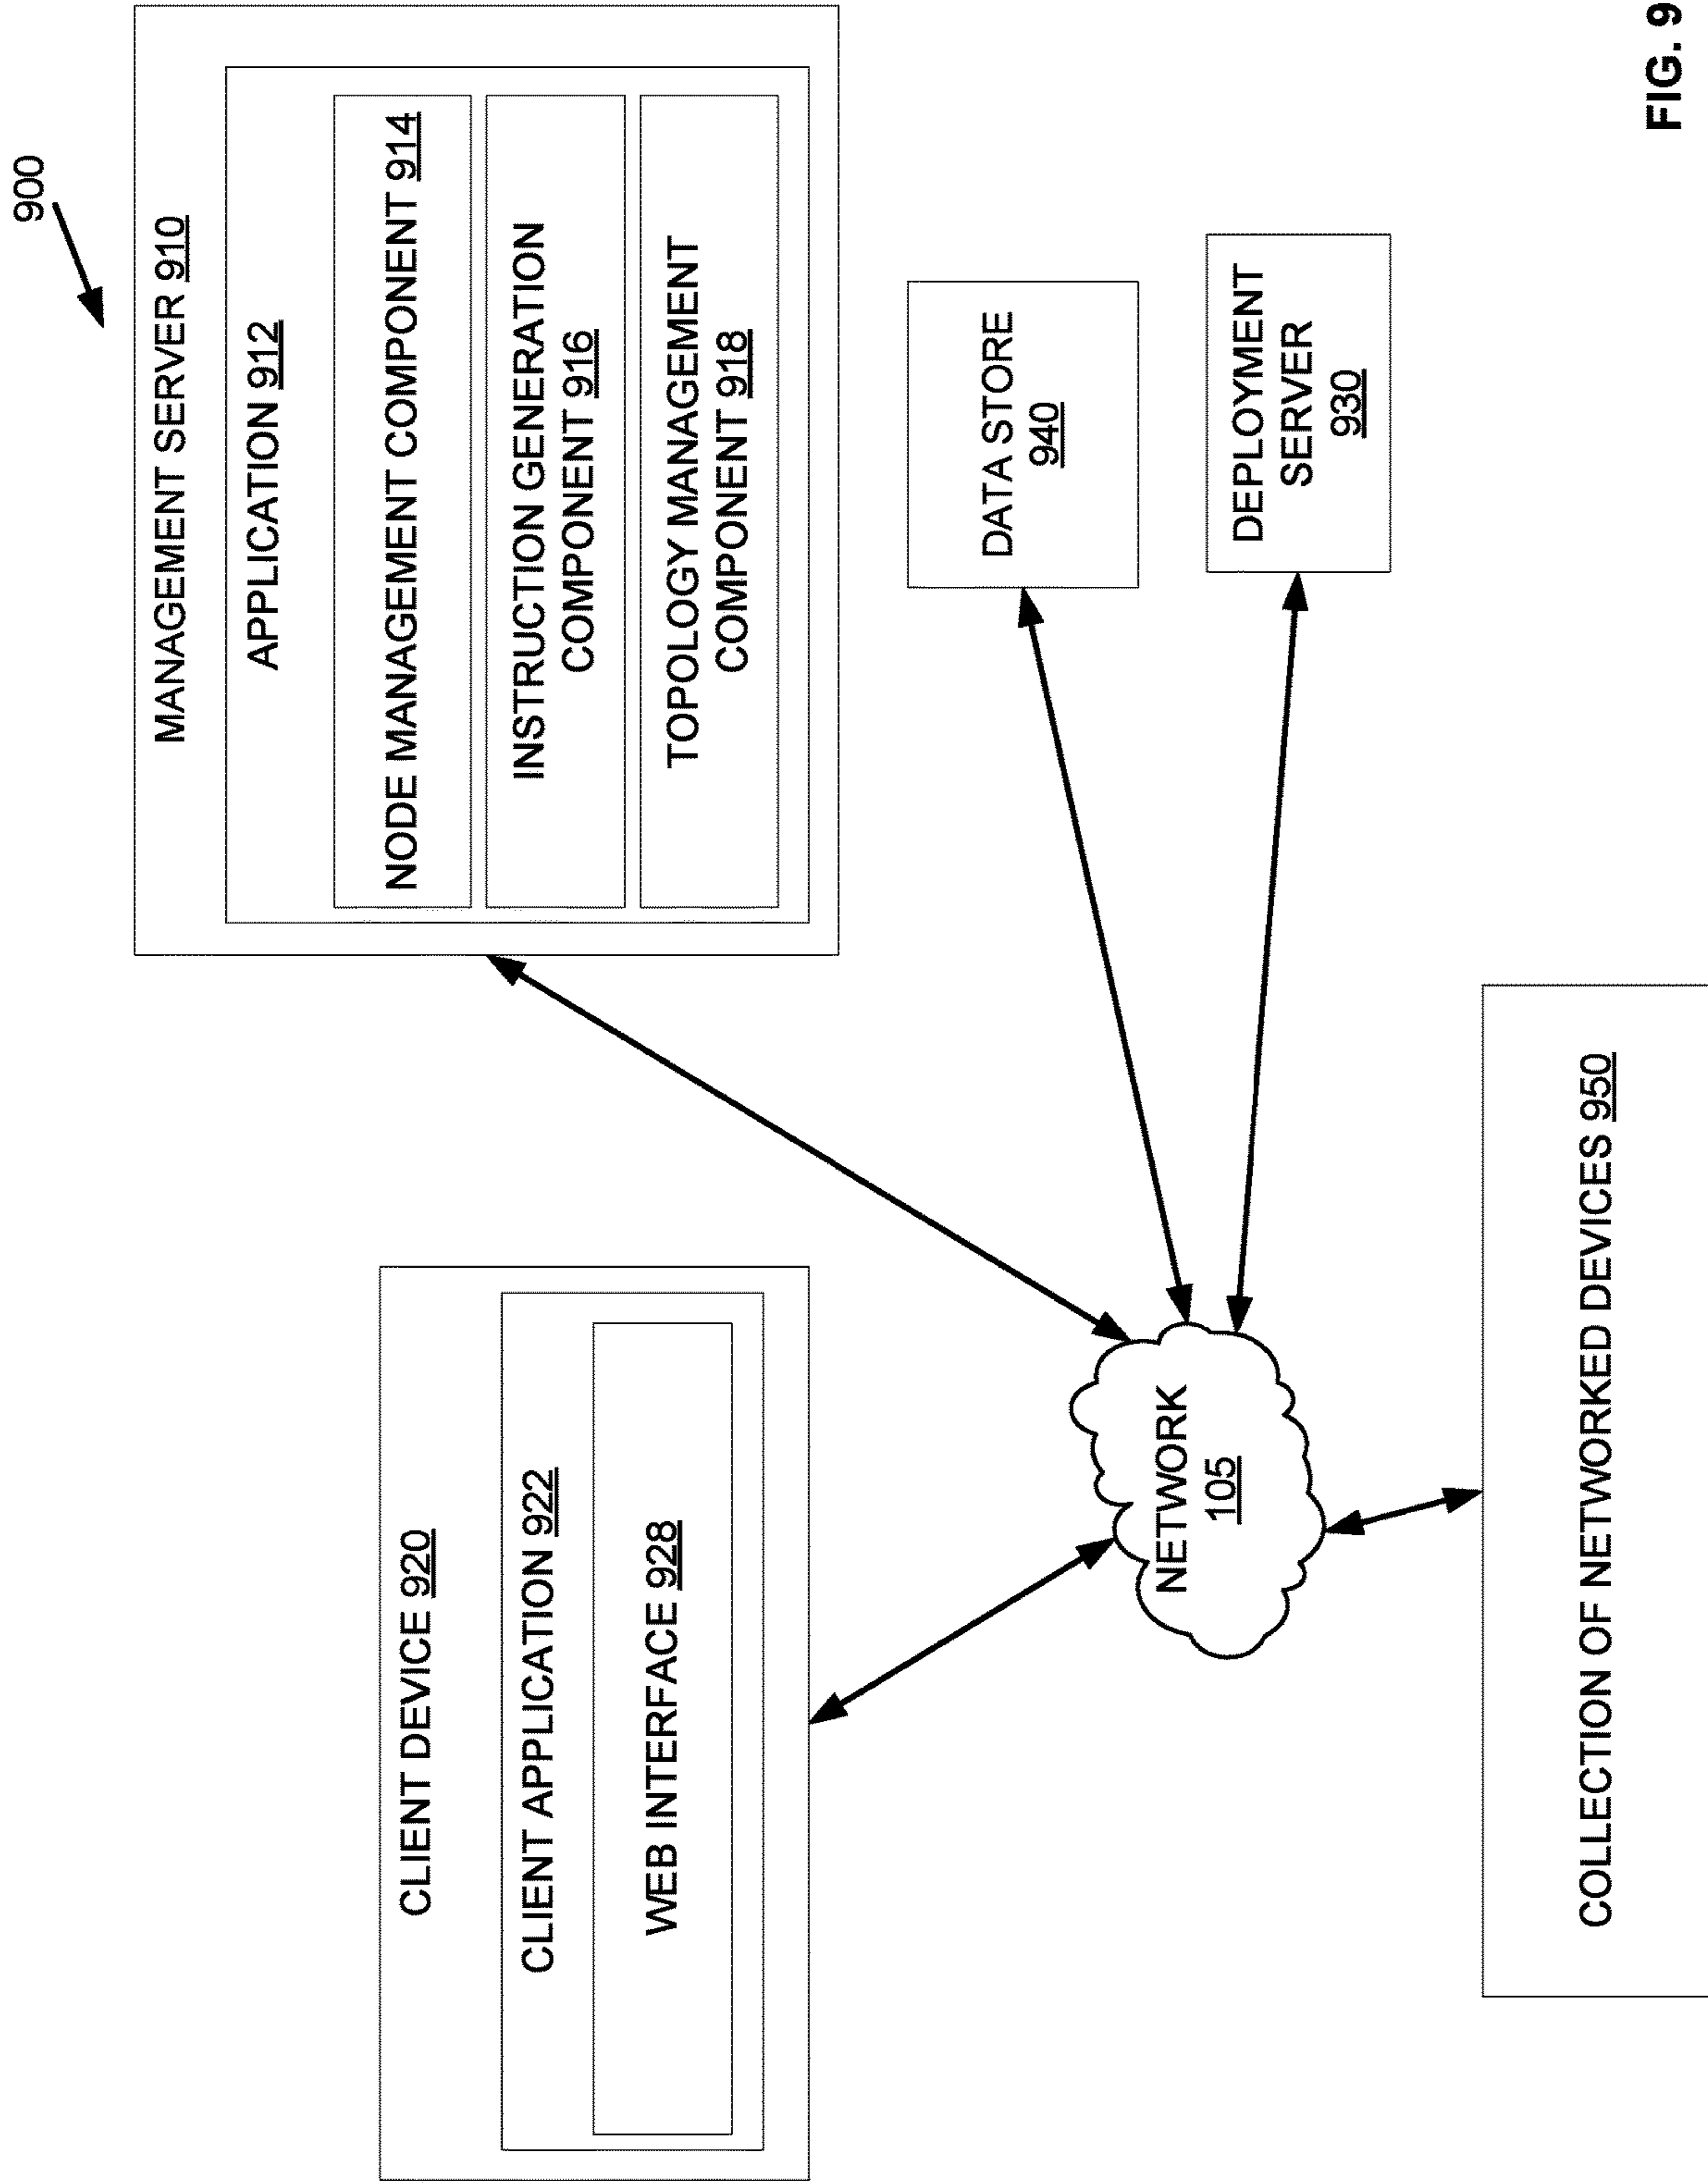 900
CLIENT DEVICE 920
CLIENT APPLICATION 922
WEB INTERFACE 928
MANAGEMENT SERVER 910
APPLICATION 912
NODE MANAGEMENT COMPONENT 914
INSTRUCTION GENERATION
COMPONENT 916
TOPOLOGY MANAGEMENT
COMPONENT 918
NETWORK
105
DATA STORE
940
DEPLOYMENT
SERVER
930
COLLECTION OF NETWORKED DEVICES 950
FIG. 9